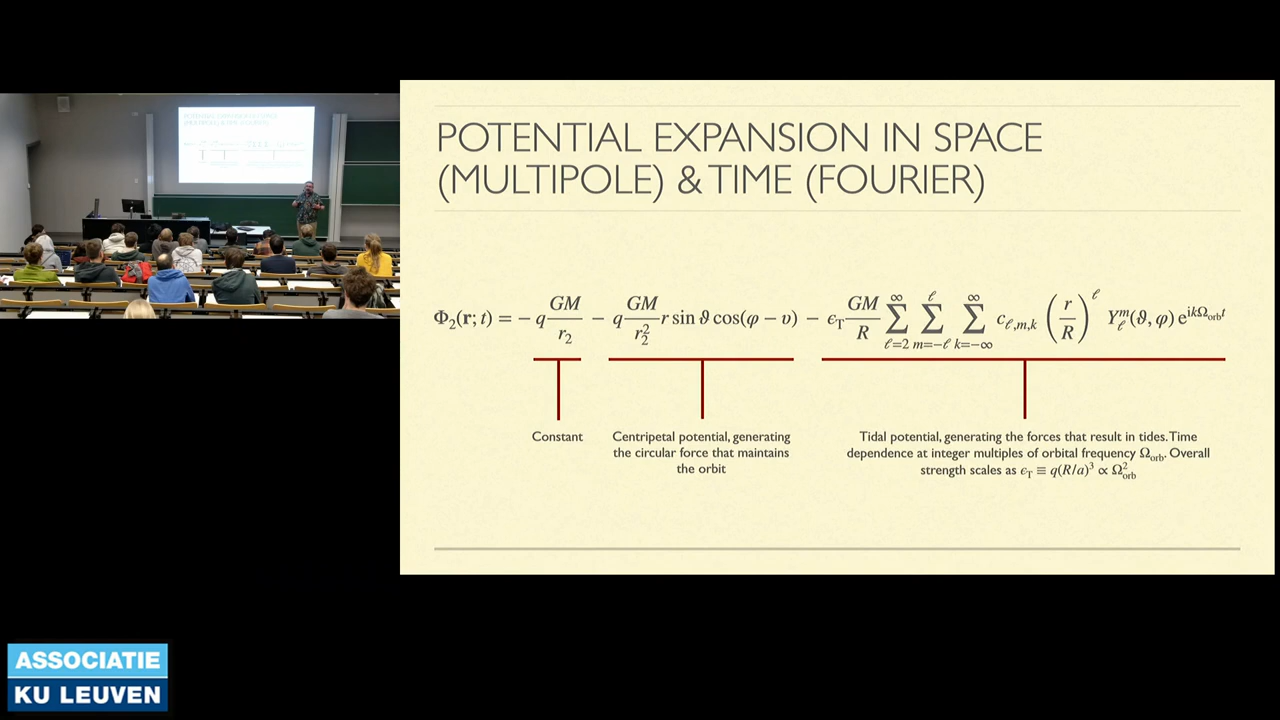 POTENTIAL EXPANSION IN SPACE
(MULTIPOLE) & TIME (FOURIER)
Φ₂(r; t) = − q GM/r₂ − q GM/r₂² r sin ϑ cos(φ − υ) − ϵ_T GM/R ∑_{ℓ=2}^{∞} ∑_{m=−ℓ}^{ℓ} ∑_{k=−∞}^{∞} c_{ℓ,m,k} (r/R)^ℓ Y_ℓ^m(ϑ, φ) e^{ikΩ_orb t}
Constant
Centripetal potential, generating
the circular force that maintains
the orbit
Tidal potential, generating the forces that result in tides. Time
dependence at integer multiples of orbital frequency Ω_orb. Overall
strength scales as ϵ_T ≡ q(R/a)³ ∝ Ω²_orb
ASSOCIATIE
KU LEUVEN